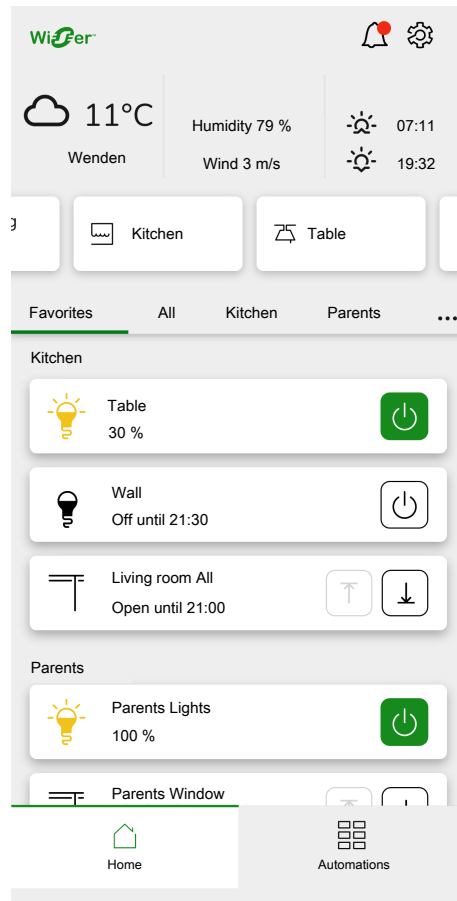 Wiser
11°C
Wenden
Humidity 79 %
Wind 3 m/s
07:11
19:32
g
Kitchen
Table
Favorites
All
Kitchen
Parents
...
Kitchen
Table
30 %
Wall
Off until 21:30
Living room All
Open until 21:00
Parents
Parents Lights
100 %
Parents Window
Home
Automations